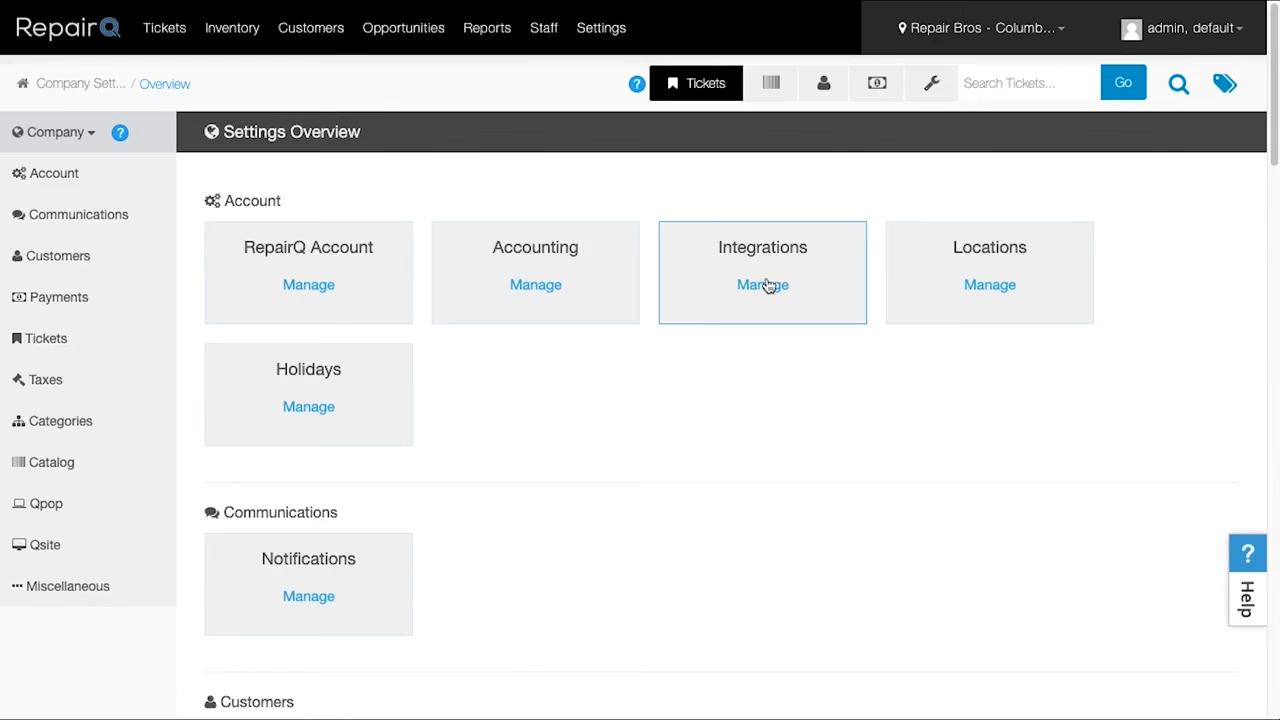 RepairQ Tickets Inventory Customers Opportunities Reports Staff Settings Repair Bros - Columb... admin, default
Company Sett... / Overview ? Tickets Search Tickets... Go
Company ?
Account
Communications
Customers
Payments
Tickets
Taxes
Categories
Catalog
Qpop
Qsite
Miscellaneous
Settings Overview
Account
RepairQ Account
Manage
Accounting
Manage
Integrations
Manage
Locations
Manage
Holidays
Manage
Communications
Notifications
Manage
Customers
?
Help